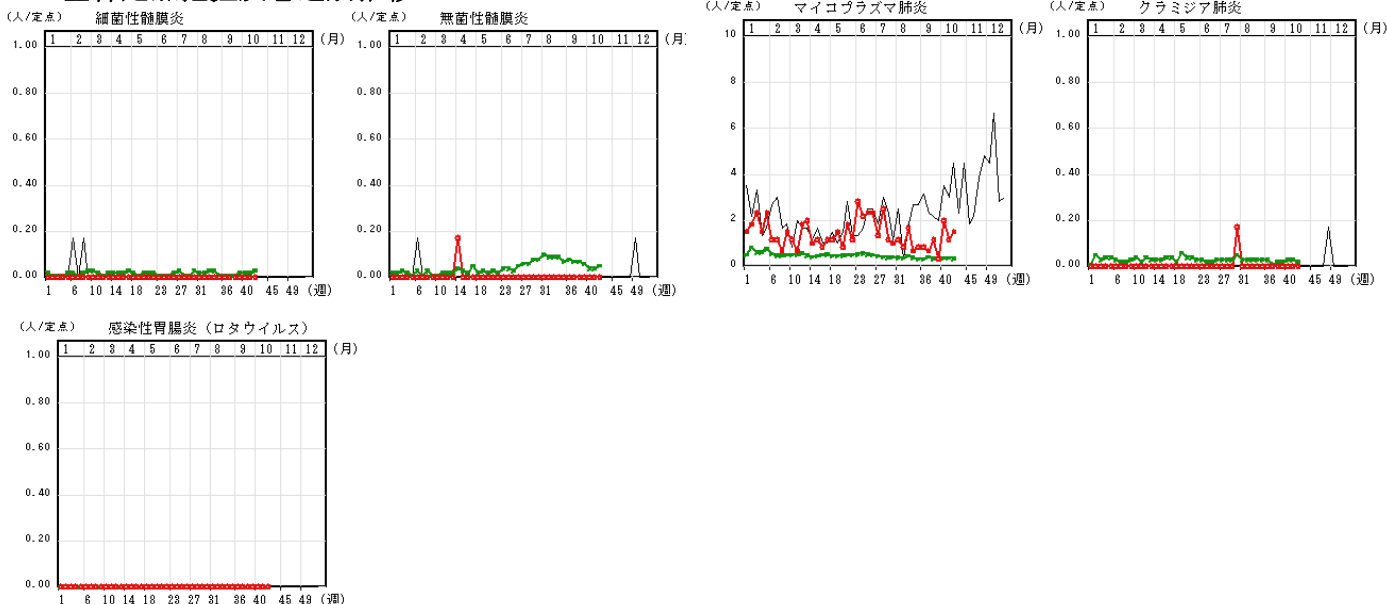 (人/定点) 細菌性髄膜炎
1 2 3 4 5 6 7 8 9 10 11 12 (月)
1.00
0.80
0.60
0.40
0.20
0.00
1 6 10 14 18 23 27 31 36 40 45 49 (週)
(人/定点) 無菌性髄膜炎
1 2 3 4 5 6 7 8 9 10 11 12 (月)
1.00
0.80
0.60
0.40
0.20
0.00
1 6 10 14 18 23 27 31 36 40 45 49 (週)
(人/定点) マイコプラズマ肺炎
1 2 3 4 5 6 7 8 9 10 11 12 (月)
10
8
6
4
2
0
1 6 10 14 18 23 27 31 36 40 45 49 (週)
(人/定点) クラミジア肺炎
1 2 3 4 5 6 7 8 9 10 11 12 (月)
1.00
0.80
0.60
0.40
0.20
0.00
1 6 10 14 18 23 27 31 36 40 45 49 (週)
(人/定点) 感染性胃腸炎 (ロタウイルス)
1 2 3 4 5 6 7 8 9 10 11 12 (月)
1.00
0.80
0.60
0.40
0.20
0.00
1 6 10 14 18 23 27 31 36 40 45 49 (週)